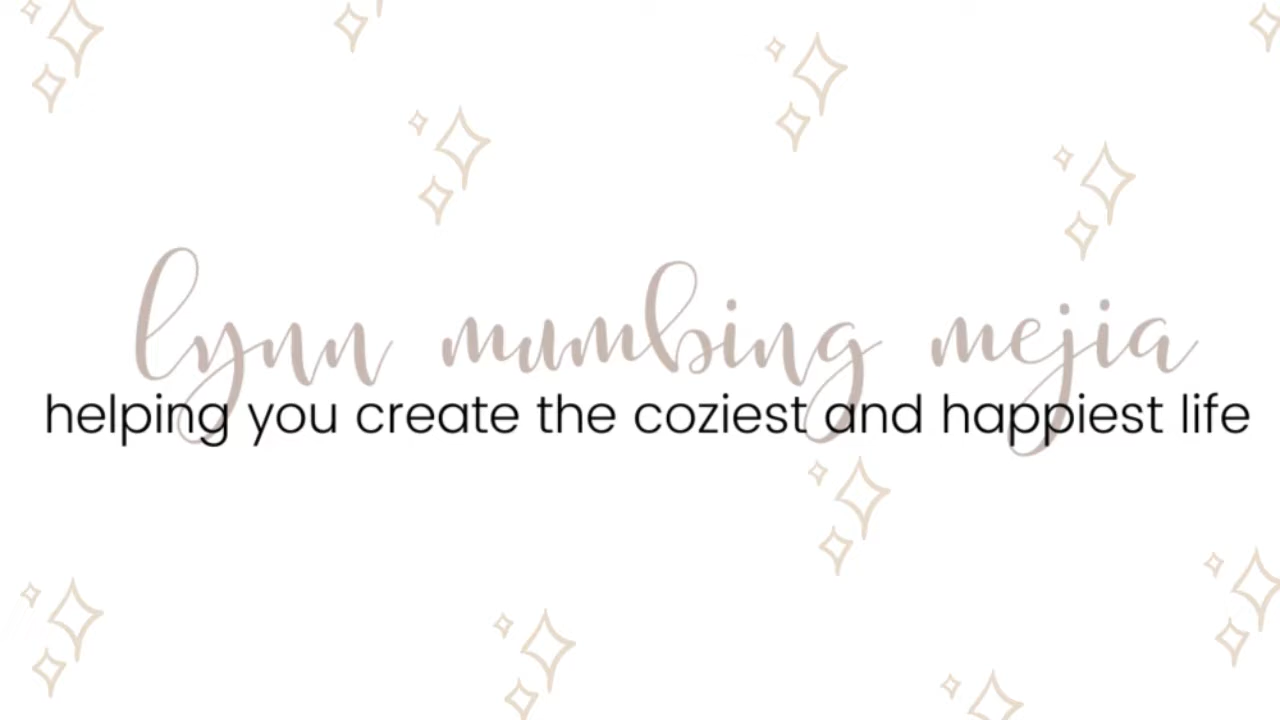 lynn mumbing mejia
helping you create the coziest and happiest life